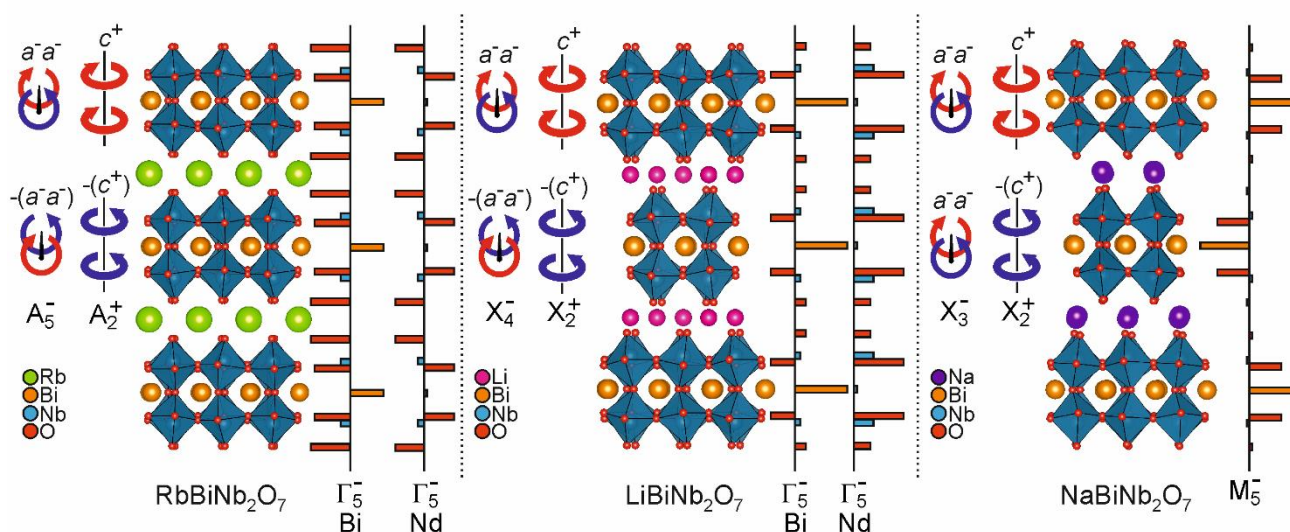 a⁻a⁻ c⁺
-(a⁻a⁻) -(c⁺)
A₅⁻ A₂⁺
Rb
Bi
Nb
O
RbBiNb₂O₇
Γ₅⁻ Γ₅⁻
Bi Nd
a⁻a⁻ c⁺
-(a⁻a⁻) -(c⁺)
X₄⁻ X₂⁺
Li
Bi
Nb
O
LiBiNb₂O₇
Γ₅⁻ Γ₅⁻
Bi Nd
a⁻a⁻ c⁺
a⁻a⁻ -(c⁺)
X₃⁻ X₂⁺
Na
Bi
Nb
O
NaBiNb₂O₇ M₅⁻